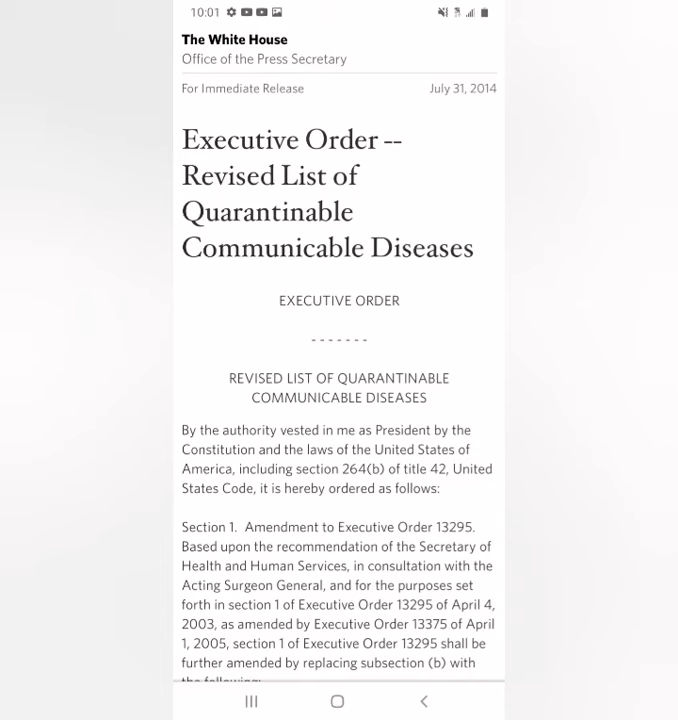 10:01
The White House
Office of the Press Secretary
For Immediate Release July 31, 2014
Executive Order --
Revised List of
Quarantinable
Communicable Diseases
EXECUTIVE ORDER
- - - - - - -
REVISED LIST OF QUARANTINABLE
COMMUNICABLE DISEASES
By the authority vested in me as President by the
Constitution and the laws of the United States of
America, including section 264(b) of title 42, United
States Code, it is hereby ordered as follows:
Section 1.  Amendment to Executive Order 13295.
Based upon the recommendation of the Secretary of
Health and Human Services, in consultation with the
Acting Surgeon General, and for the purposes set
forth in section 1 of Executive Order 13295 of April 4,
2003, as amended by Executive Order 13375 of April
1, 2005, section 1 of Executive Order 13295 shall be
further amended by replacing subsection (b) with
the following: